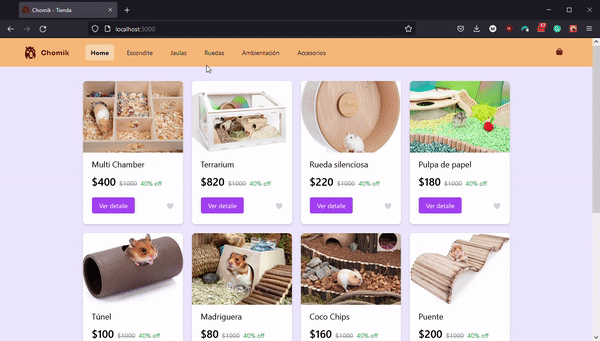 Chomik - Tienda
localhost:3000
Chomik
Home
Escondite
Jaulas
Ruedas
Ambientación
Accesorios
Multi Chamber
$400 $1000 40% off
Ver detalle
Terrarium
$820 $1000 40% off
Ver detalle
Rueda silenciosa
$220 $1000 40% off
Ver detalle
Pulpa de papel
$180 $1000 40% off
Ver detalle
Túnel
$100 $1000 40% off
Madriguera
$80 $1000 40% off
Coco Chips
$160 $1000 40% off
Puente
$200 $1000 40% off